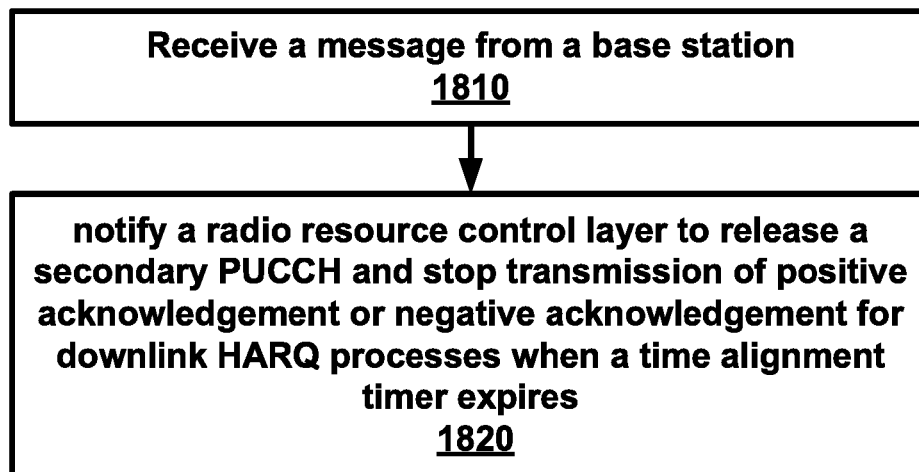 Receive a message from a base station
1810
notify a radio resource control layer to release a
secondary PUCCH and stop transmission of positive
acknowledgement or negative acknowledgement for
downlink HARQ processes when a time alignment
timer expires
1820